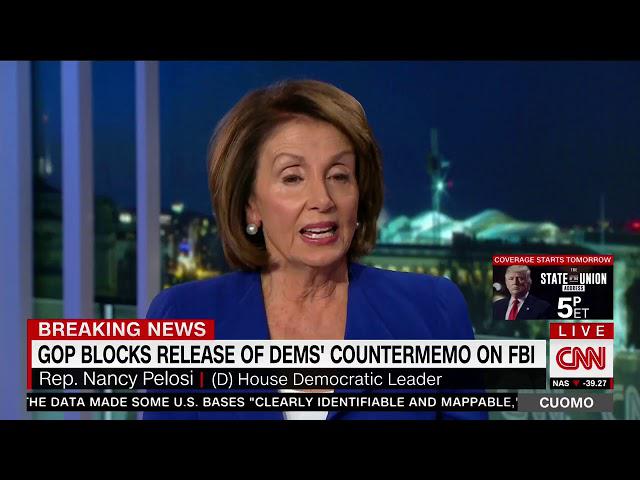 COVERAGE STARTS TOMORROW
THE
STATE OF THE UNION
ADDRESS
5P
ET
BREAKING NEWS
LIVE
GOP BLOCKS RELEASE OF DEMS' COUNTERMEMO ON FBI
CNN
Rep. Nancy Pelosi | (D) House Democratic Leader
NAS ▼ -39.27
THE DATA MADE SOME U.S. BASES "CLEARLY IDENTIFIABLE AND MAPPABLE,"
CUOMO